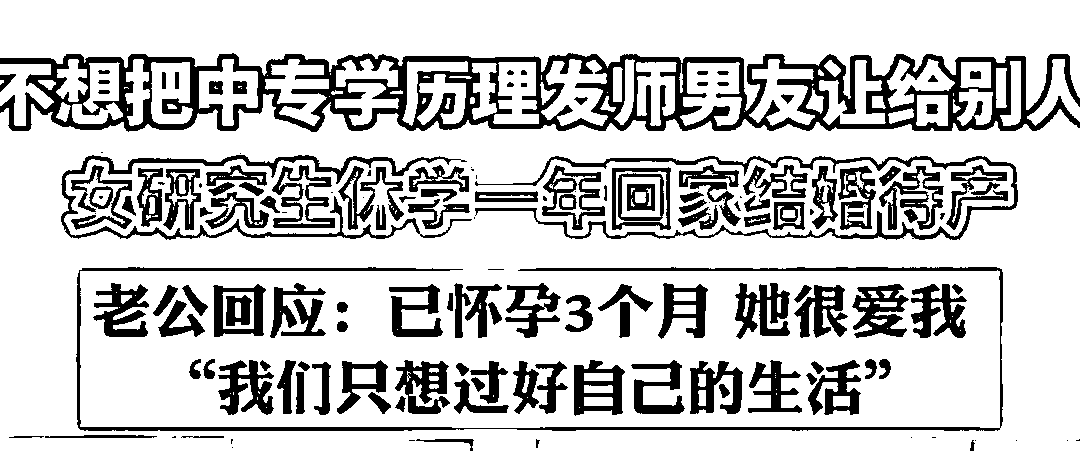 不想把中专学历理发师男友让给别人
女研究生休学一年回家结婚待产
老公回应：已怀孕3个月 她很爱我
“我们只想过好自己的生活”